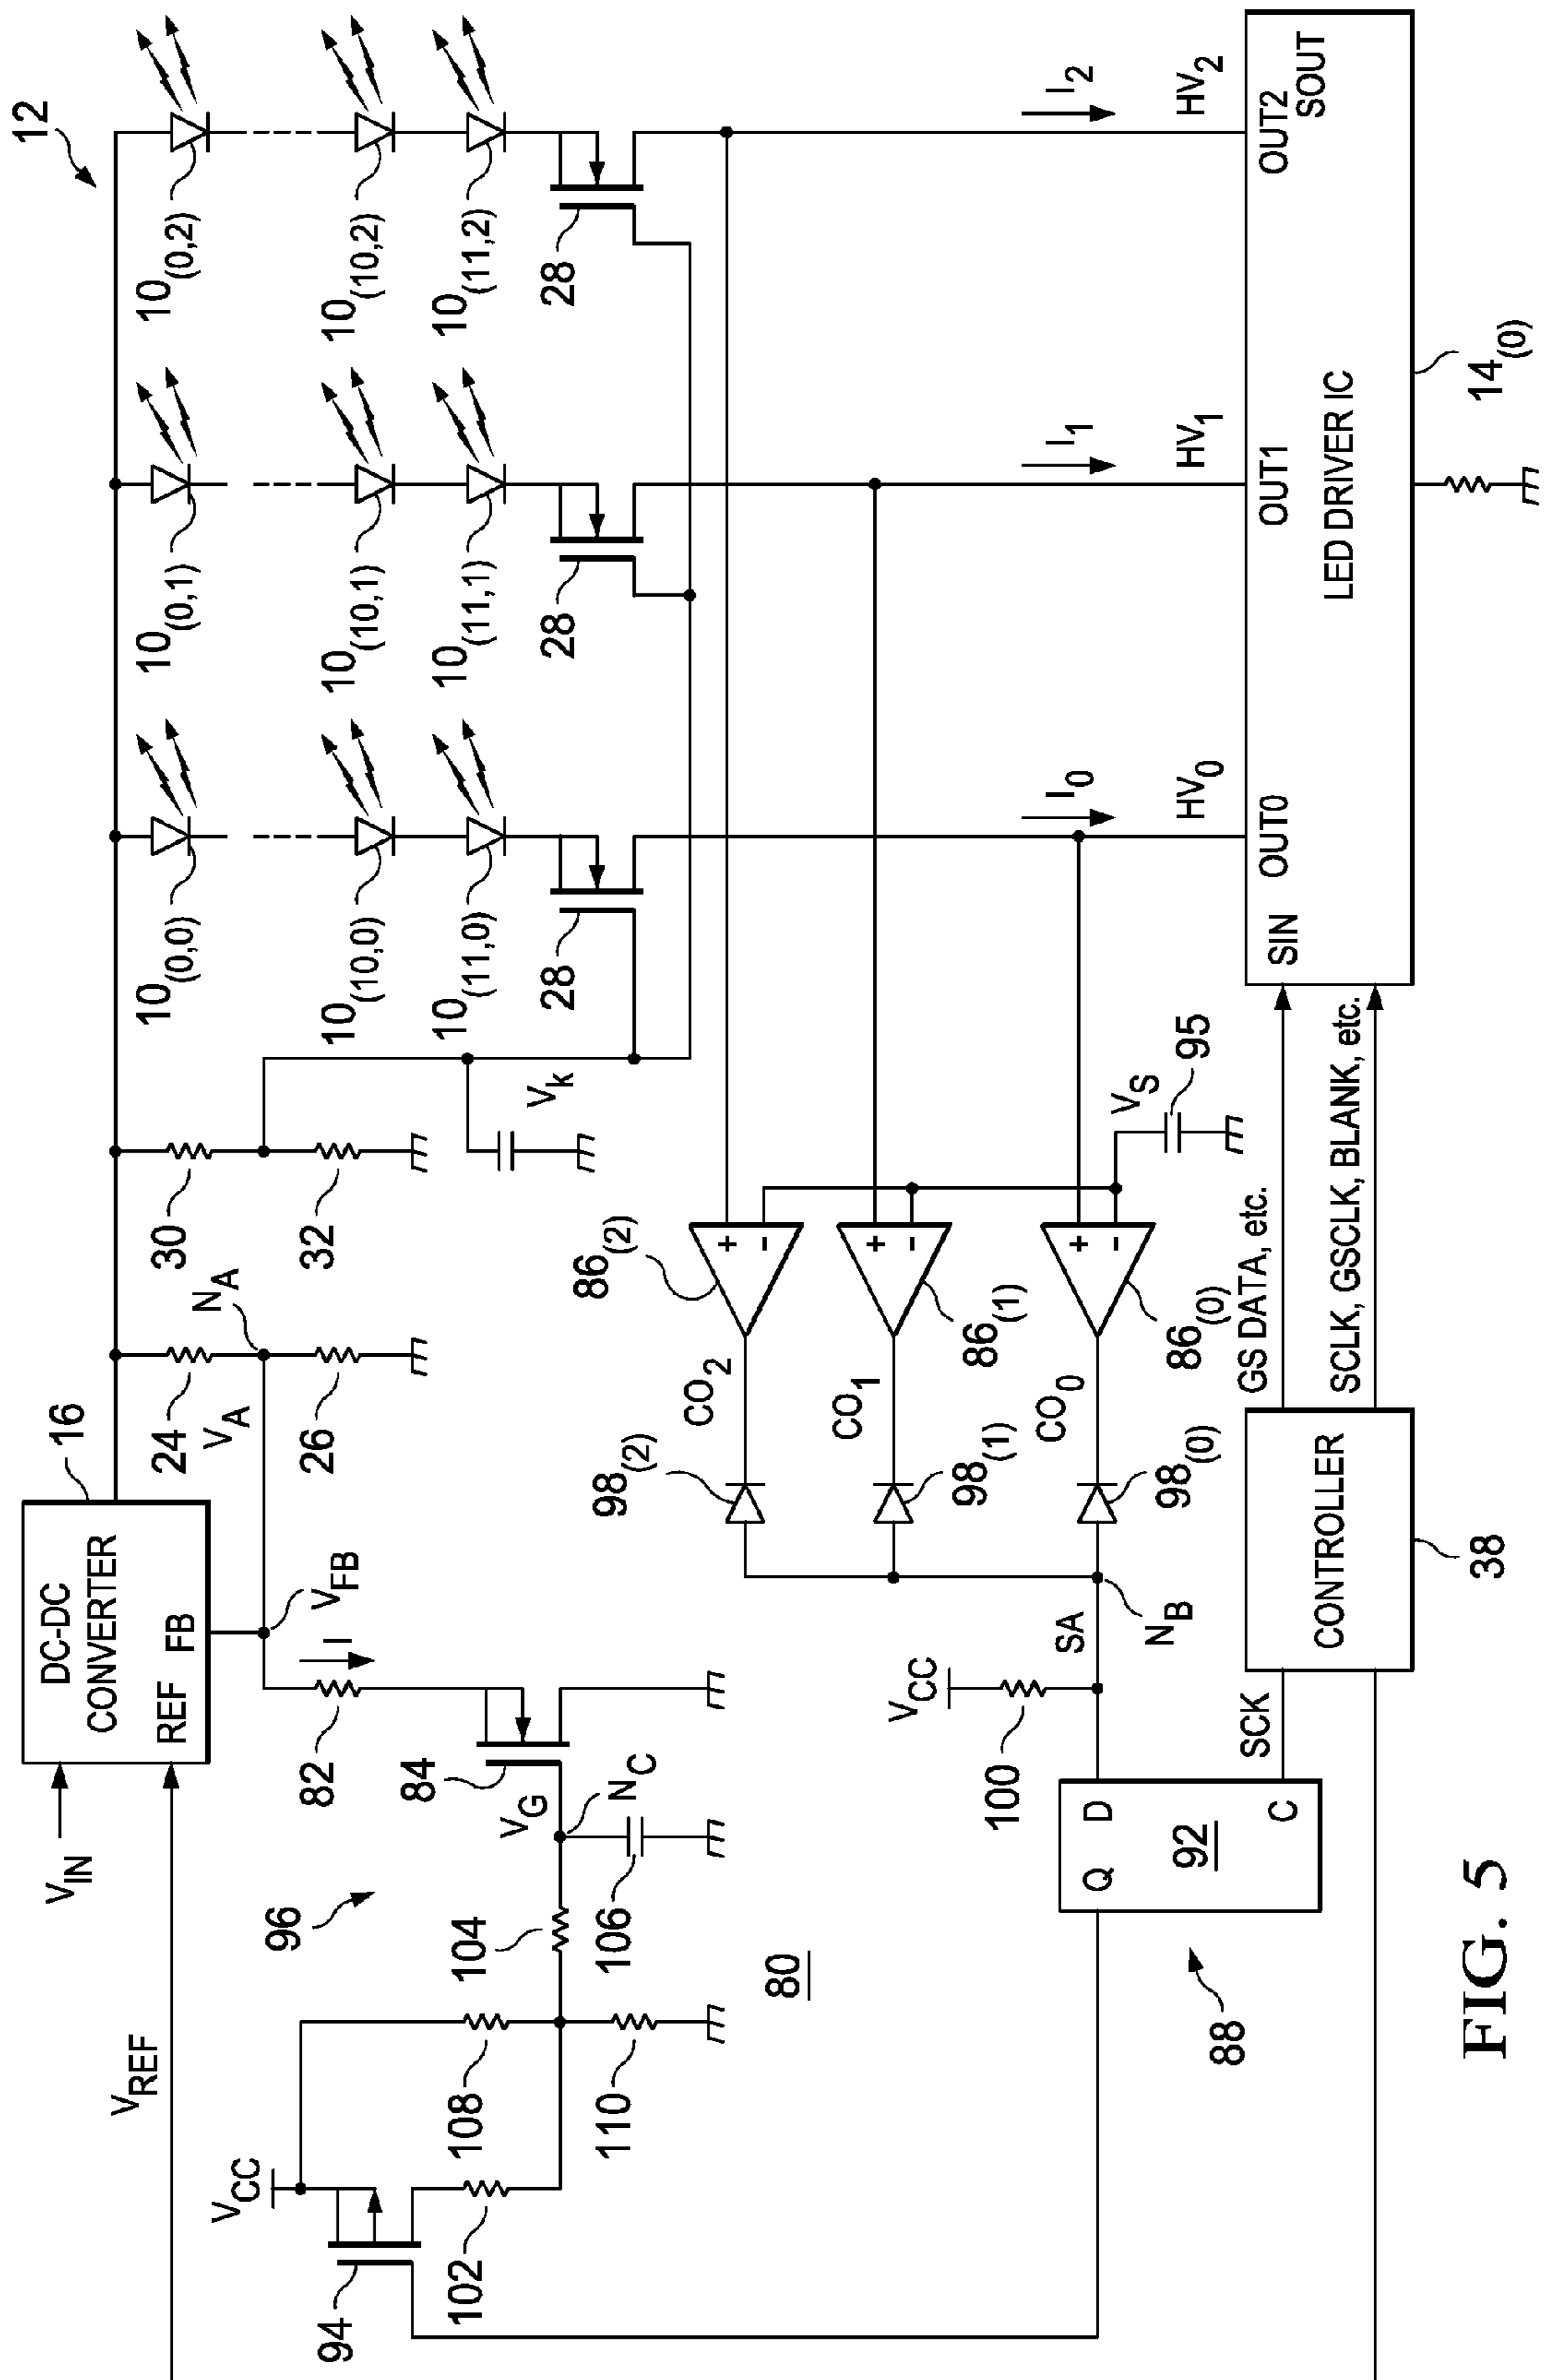 12
10(0,0)
10(0,1)
10(0,2)
10(10,0)
10(10,1)
10(10,2)
10(11,0)
10(11,1)
10(11,2)
28
28
28
VIN
DC-DC
CONVERTER
REF FB
16
VREF
VFB
I
24
VA
NA
26
30
32
Vk
82
84
VG
NC
96
104
106
VCC
94
102
108
110
80
I0
I1
I2
HV0
HV1
HV2
86(2)
86(1)
86(0)
+
-
+
-
+
-
VS
95
CO2
CO1
CO0
98(2)
98(1)
98(0)
SA
NB
VCC
100
Q D
92
C
88
SCK
CONTROLLER
38
GS DATA, etc.
SCLK, GSCLK, BLANK, etc.
SIN
OUT0
OUT1
OUT2
SOUT
LED DRIVER IC
14(0)
FIG. 5